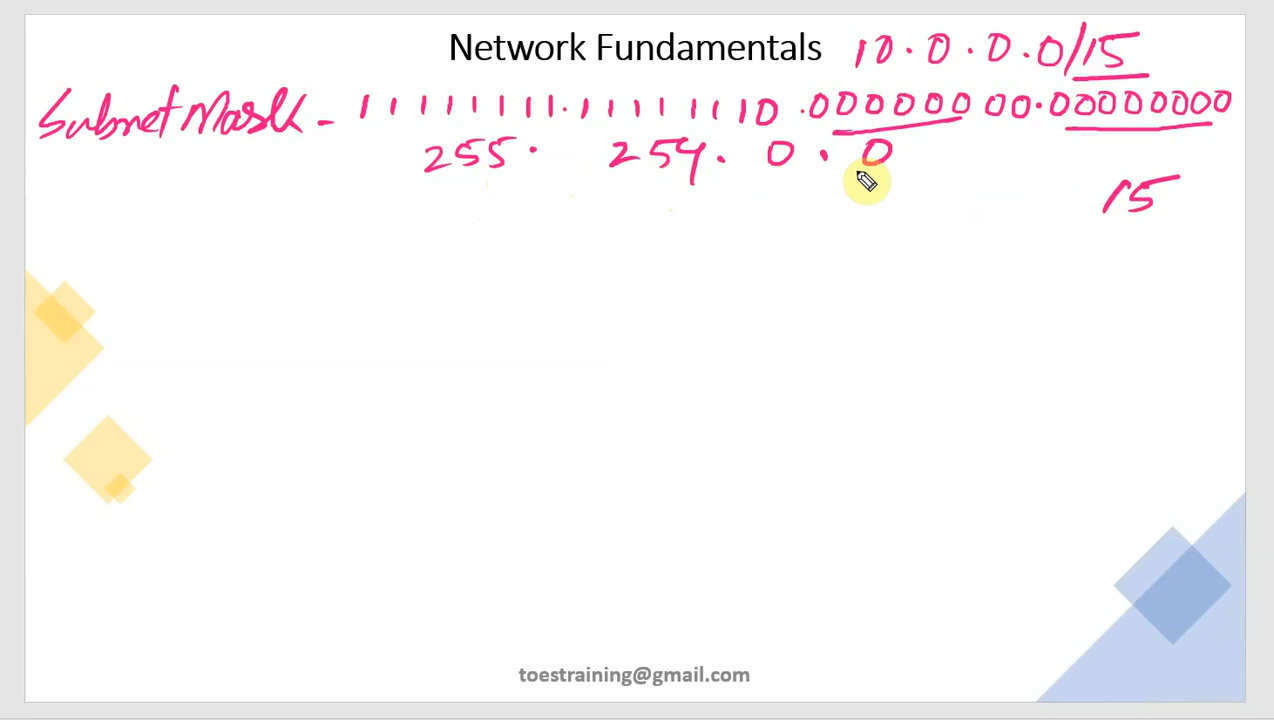 Network Fundamentals 10.0.0.0/15
Subnet Mask - 11111111.11111110.00000000.00000000
255. 254. 0. 0
15
toestraining@gmail.com